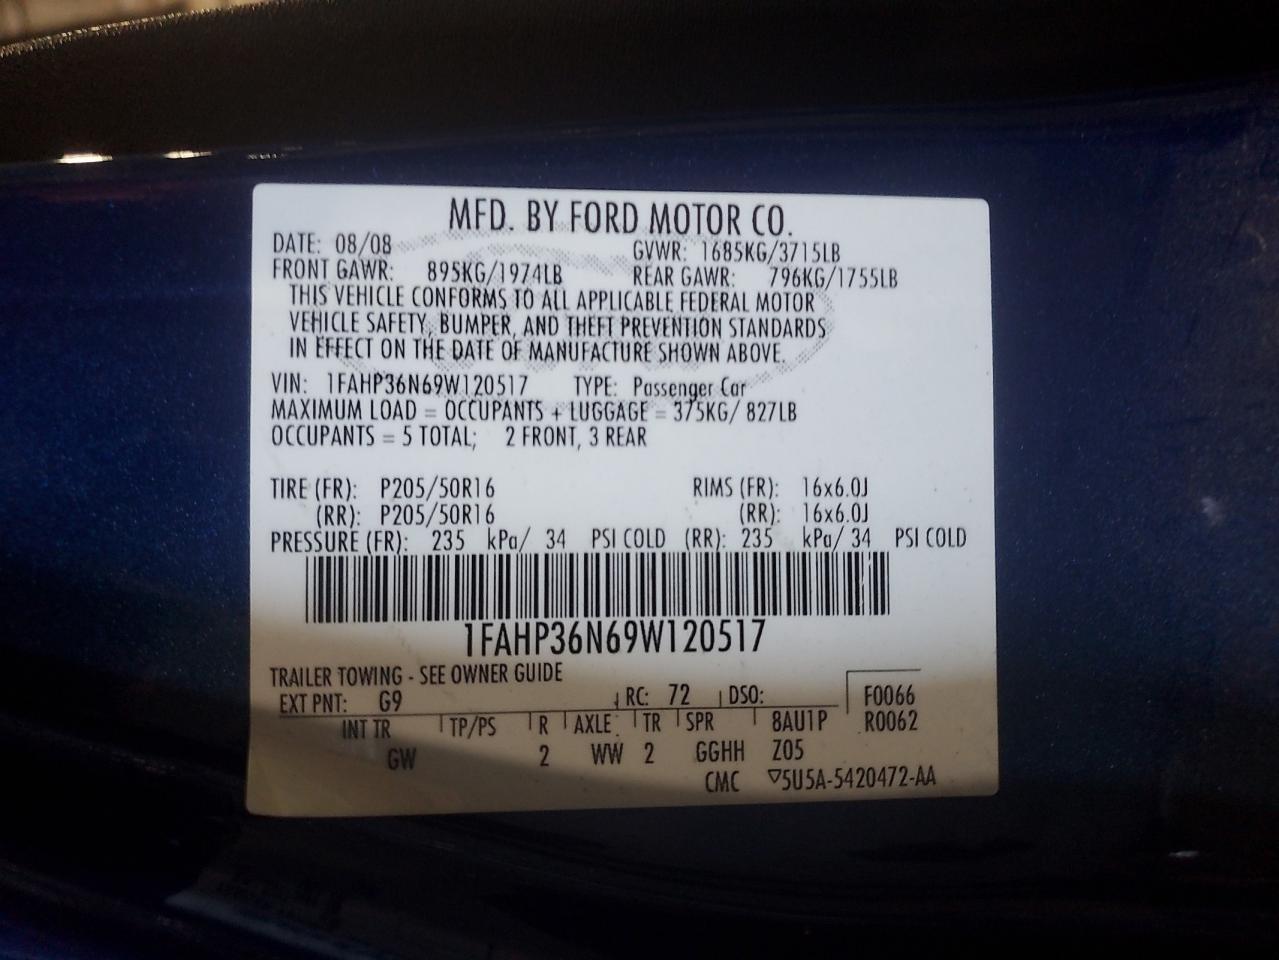 MFD. BY FORD MOTOR CO.
DATE: 08/08 GVWR: 1685KG/3715LB
FRONT GAWR: 895KG/1974LB REAR GAWR: 796KG/1755LB
THIS VEHICLE CONFORMS TO ALL APPLICABLE FEDERAL MOTOR
VEHICLE SAFETY, BUMPER, AND THEFT PREVENTION STANDARDS
IN EFFECT ON THE DATE OF MANUFACTURE SHOWN ABOVE.
VIN: 1FAHP36N69W120517 TYPE: Passenger Car
MAXIMUM LOAD = OCCUPANTS + LUGGAGE = 375KG/ 827LB
OCCUPANTS = 5 TOTAL; 2 FRONT, 3 REAR
TIRE (FR): P205/50R16 RIMS (FR): 16x6.0J
(RR): P205/50R16 (RR): 16x6.0J
PRESSURE (FR): 235 kPa/ 34 PSI COLD (RR): 235 kPa/ 34 PSI COLD
1FAHP36N69W120517
TRAILER TOWING - SEE OWNER GUIDE
EXT PNT: G9 RC: 72 DSO: F0066
INT TR TP/PS R AXLE TR SPR 8AU1P R0062
GW 2 WW 2 GGHH Z05
CMC ▽5U5A-5420472-AA